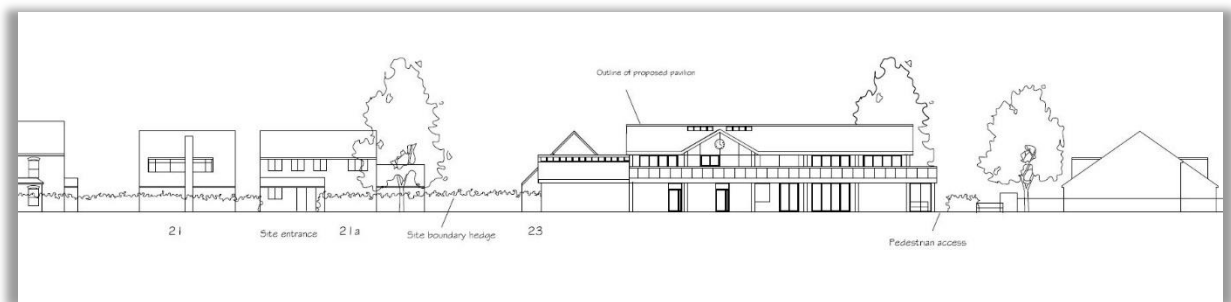 Outline of proposed pavilion
21
Site entrance
21a
Site boundary hedge
23
Pedestrian access